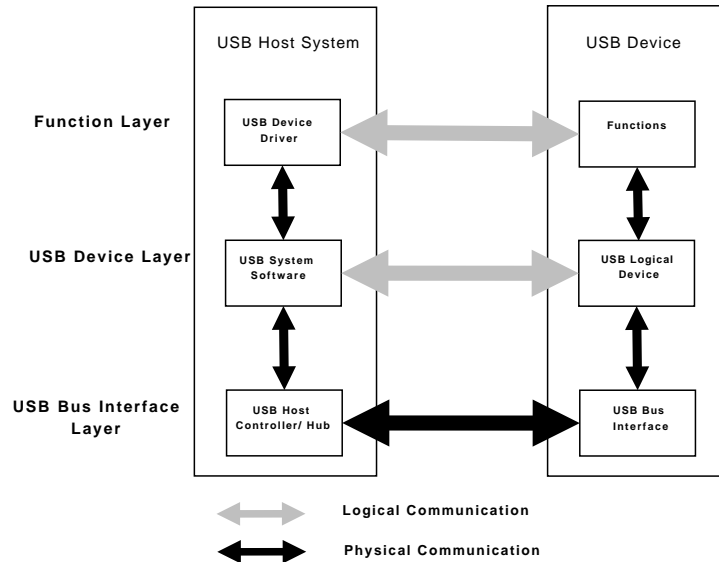 USB Host System
USB Device
Function Layer
USB Device
Driver
Functions
USB Device Layer
USB System
Software
USB Logical
Device
USB Bus Interface
Layer
USB Host
Controller/ Hub
USB Bus
Interface
Logical Communication
Physical Communication